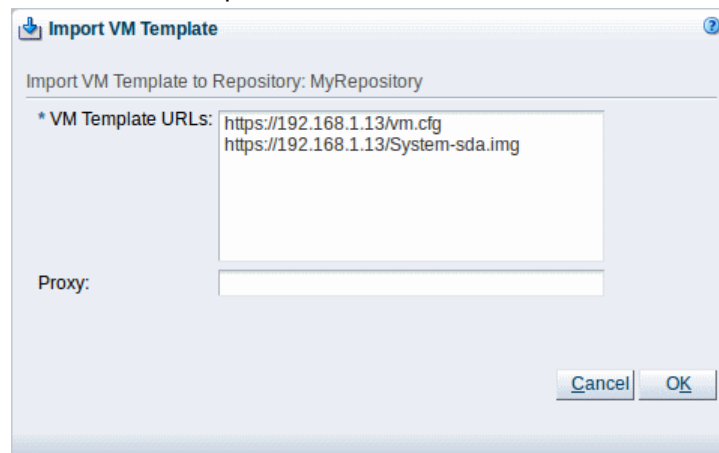 Import VM Template
Import VM Template to Repository: MyRepository
* VM Template URLs:
https://192.168.1.13/vm.cfg
https://192.168.1.13/System-sda.img
Proxy:
Cancel OK